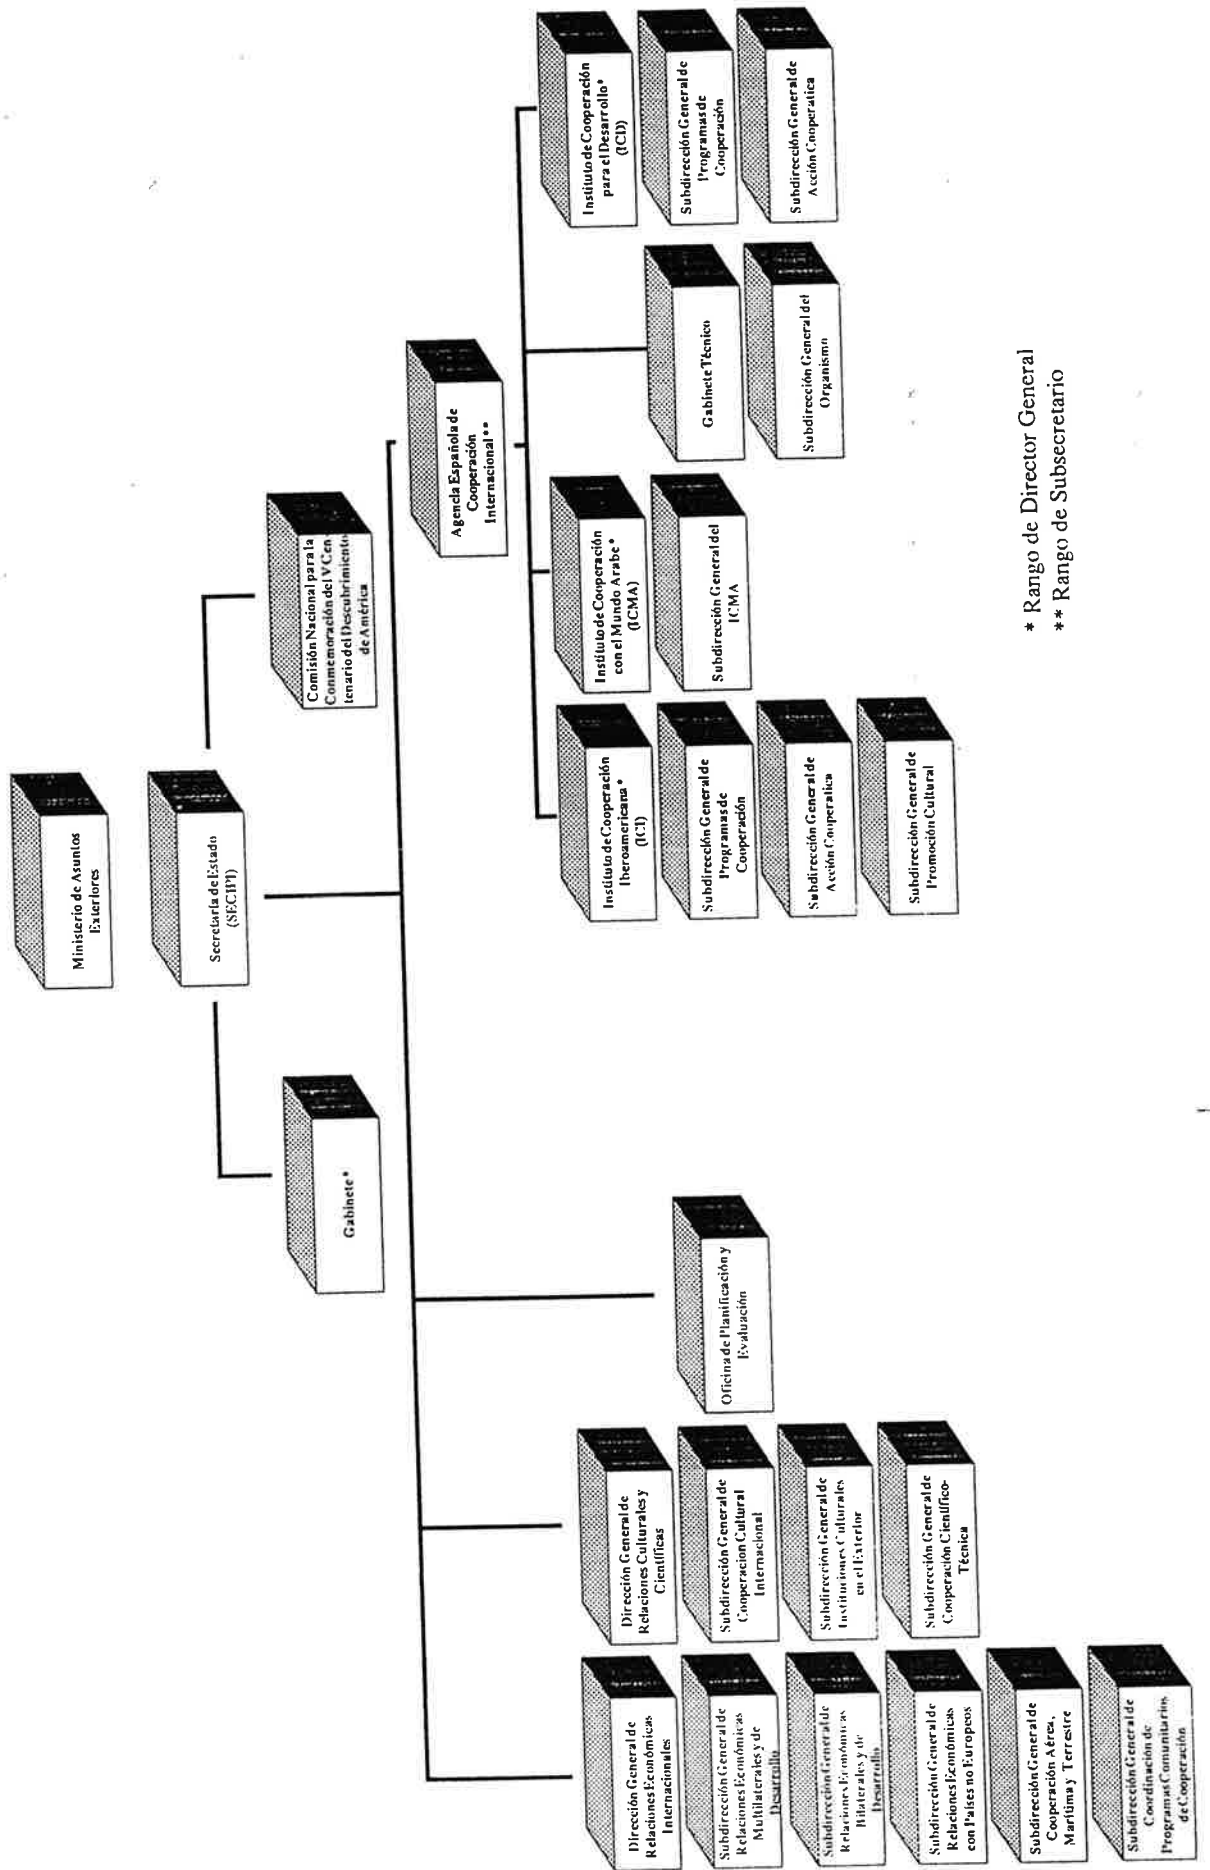 Ministerio de Asuntos
Exteriores
Secretaría de Estado
(SECIPI)
Gabinete *
Comisión Nacional para la
Conmemoración del V Cen-
tenario del Descubrimiento
de América
Agencia Española de
Cooperación
Internacional **
Dirección General de
Relaciones Económicas
Internacionales
Subdirección General de
Relaciones Económicas
Multilaterales y de
Desarrollo
Subdirección General de
Relaciones Económicas
Bilaterales y de
Desarrollo
Subdirección General de
Relaciones Económicas
con Países no Europeos
Subdirección General de
Cooperación Aérea,
Marítima y Terrestre
Subdirección General de
Coordinación de
Programas Comunitarios
de Cooperación
Dirección General de
Relaciones Culturales y
Científicas
Subdirección General de
Cooperacion Cultural
Internacional
Subdirección General de
Instituciones Culturales
en el Exterior
Subdirección General de
Cooperación Científico-
Técnica
Oficina de Planificación y
Evaluación
Instituto de Cooperación
Iberoamericana *
(ICI)
Subdirección General de
Programas de
Cooperación
Subdirección General de
Acción Cooperatica
Subdirección General de
Promoción Cultural
Instituto de Cooperación
con el Mundo Arabe *
(ICMA)
Subdirección General del
ICMA
Gabinete Técnico
Subdirección General del
Organismo
Instituto de Cooperación
para el Desarrollo *
(ICD)
Subdirección General de
Programas de
Cooperación
Subdirección General de
Acción Cooperatica
* Rango de Director General
** Rango de Subsecretario